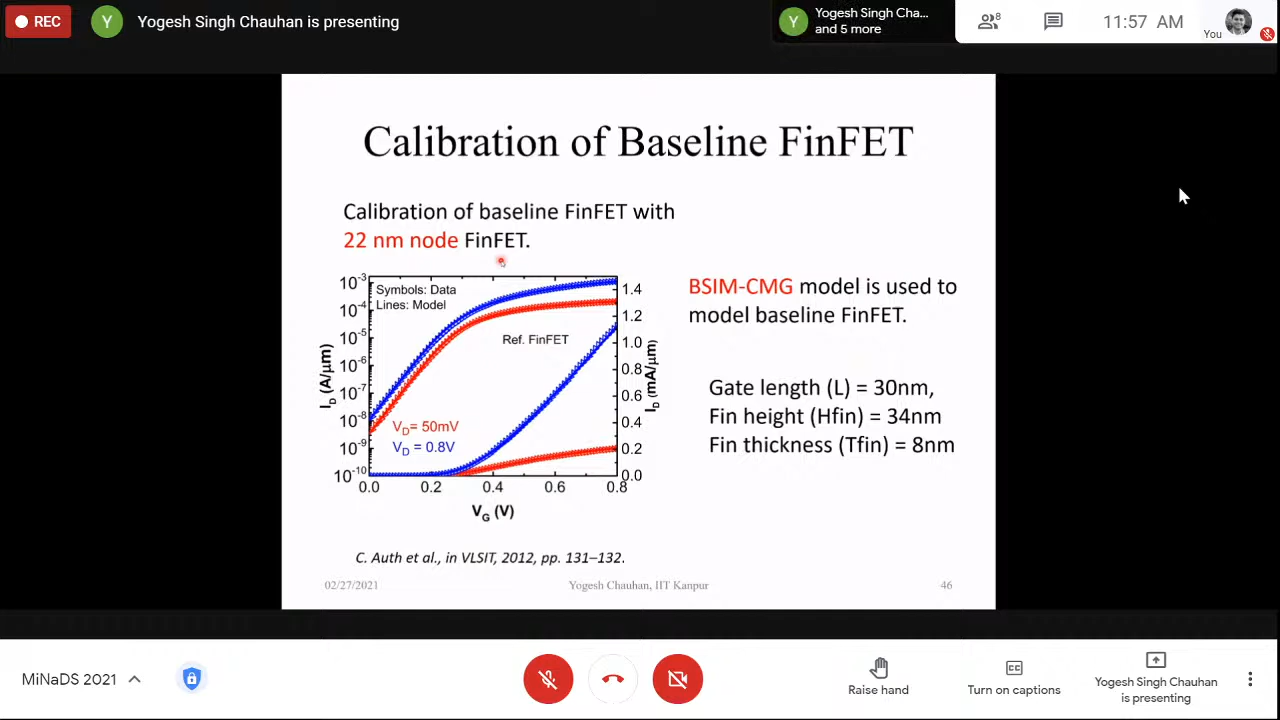 REC
Y
Yogesh Singh Chauhan is presenting
Y
Yogesh Singh Cha...
and 5 more
8
11:57 AM
You
Calibration of Baseline FinFET
Calibration of baseline FinFET with
22 nm node FinFET.
10-3
10-4
10-5
10-6
10-7
10-8
10-9
10-10
ID (A/μm)
Symbols: Data
Lines: Model
Ref. FinFET
VD= 50mV
VD = 0.8V
1.4
1.2
1.0
0.8
0.6
0.4
0.2
0.0
ID (mA/μm)
0.0 0.2 0.4 0.6 0.8
VG (V)
BSIM-CMG model is used to
model baseline FinFET.
Gate length (L) = 30nm,
Fin height (Hfin) = 34nm
Fin thickness (Tfin) = 8nm
C. Auth et al., in VLSIT, 2012, pp. 131–132.
02/27/2021
Yogesh Chauhan, IIT Kanpur
46
MiNaDS 2021
Raise hand
CC
Turn on captions
Yogesh Singh Chauhan
is presenting